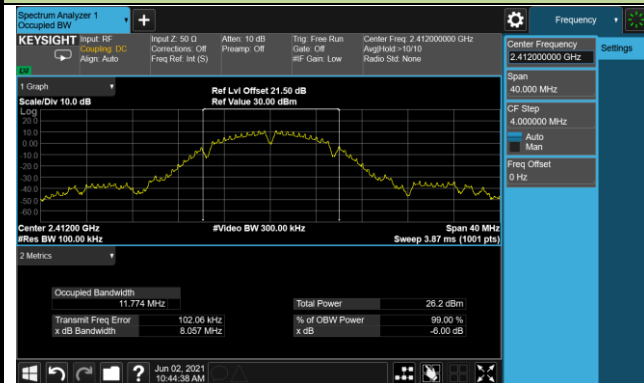 Spectrum Analyzer 1
Occupied BW
+
Frequency
KEYSIGHT
Input: RF
Coupling: DC
Align: Auto
Input Z: 50 Ω
Corrections: Off
Freq Ref: Int (S)
Atten: 10 dB
Preamp: Off
Trig: Free Run
Gate: Off
#IF Gain: Low
Center Freq: 2.412000000 GHz
Avg|Hold:>10/10
Radio Std: None
Center Frequency
2.412000000 GHz
Settings
Span
40.000 MHz
CF Step
4.000000 MHz
Auto
Man
Freq Offset
0 Hz
1 Graph
Scale/Div 10.0 dB
Ref Lvl Offset 21.50 dB
Ref Value 30.00 dBm
Log
20.0
10.0
0.00
-10.0
-20.0
-30.0
-40.0
-50.0
-60.0
Center 2.41200 GHz
#Res BW 100.00 kHz
#Video BW 300.00 kHz
Span 40 MHz
Sweep 3.87 ms (1001 pts)
2 Metrics
Occupied Bandwidth
11.774 MHz
Total Power 26.2 dBm
Transmit Freq Error 102.06 kHz
% of OBW Power 99.00 %
x dB Bandwidth 8.057 MHz
x dB -6.00 dB
?
Jun 02, 2021
10:44:38 AM